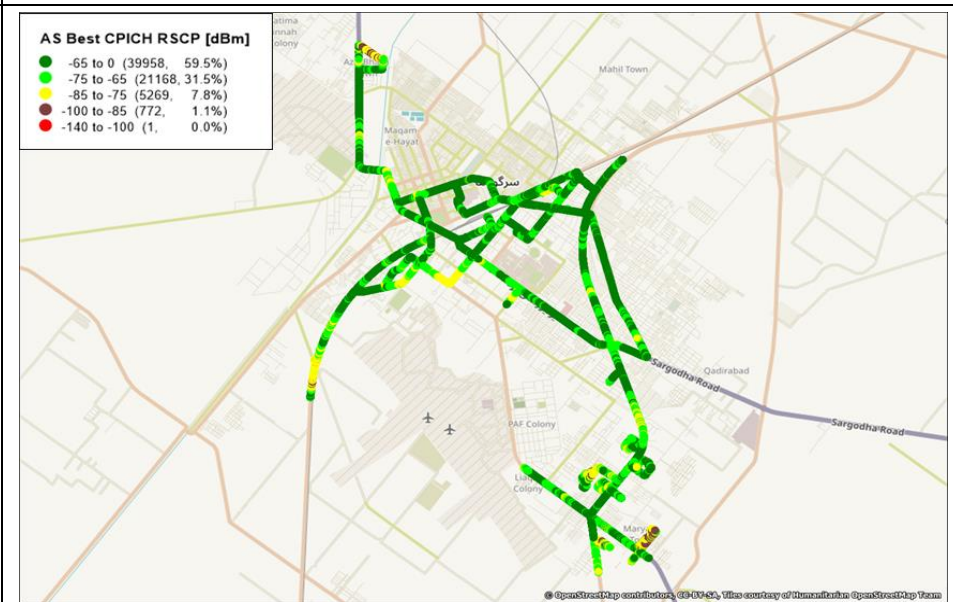 AS Best CPICH RSCP [dBm]
-65 to 0 (39958, 59.5%)
-75 to -65 (21168, 31.5%)
-85 to -75 (5269, 7.8%)
-100 to -85 (772, 1.1%)
-140 to -100 (1, 0.0%)
Colony
Mahil Town
Maqam
e-Hayat
Sargodha Road
Qadirabad
Sargodha Road
PAF Colony
Colony
© OpenStreetMap contributors, CC-BY-SA, Tiles courtesy of Humanitarian OpenStreetMap Team